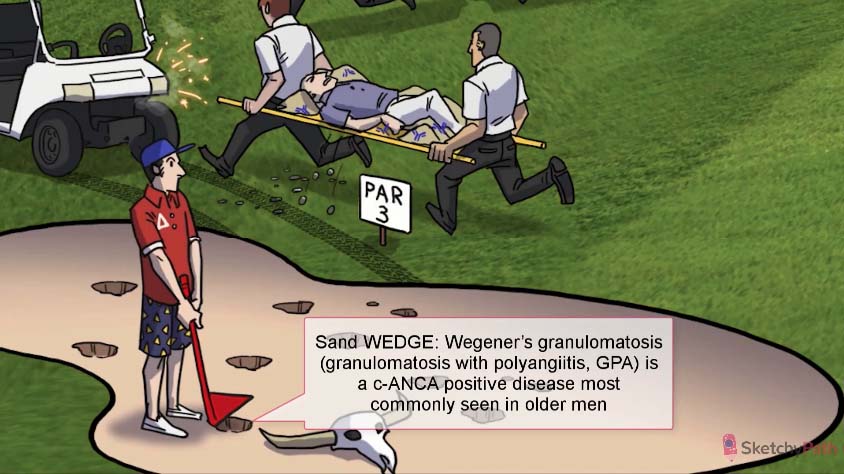 PAR
3
Sand WEDGE: Wegener's granulomatosis
(granulomatosis with polyangiitis, GPA) is
a c-ANCA positive disease most
commonly seen in older men
SketchyPath